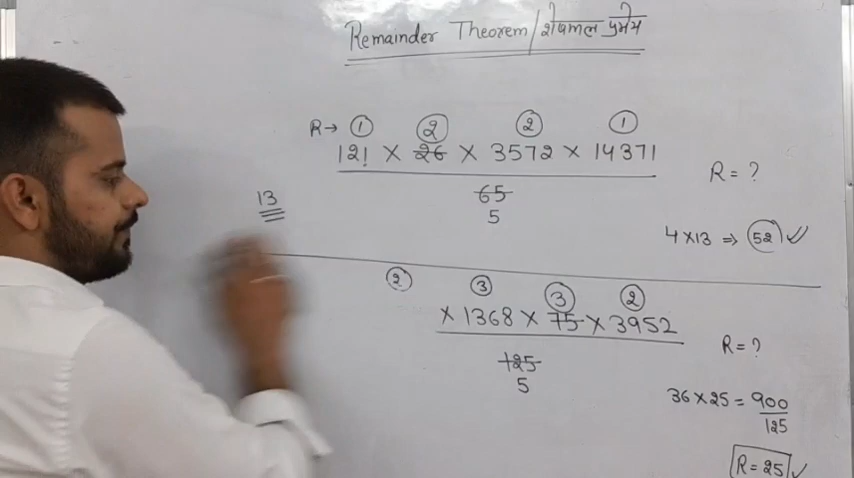 Remainder Theorem/शेषफल प्रमेय
R→ ① ② ② ①
121 × 26 × 3572 × 14371
R = ?
13
65
5
4×13 ⇒ 52 ✓
② ③ ③ ②
× 1368 × 75 × 3952
R = ?
125
5
36×25 = 900
125
R = 25 ✓